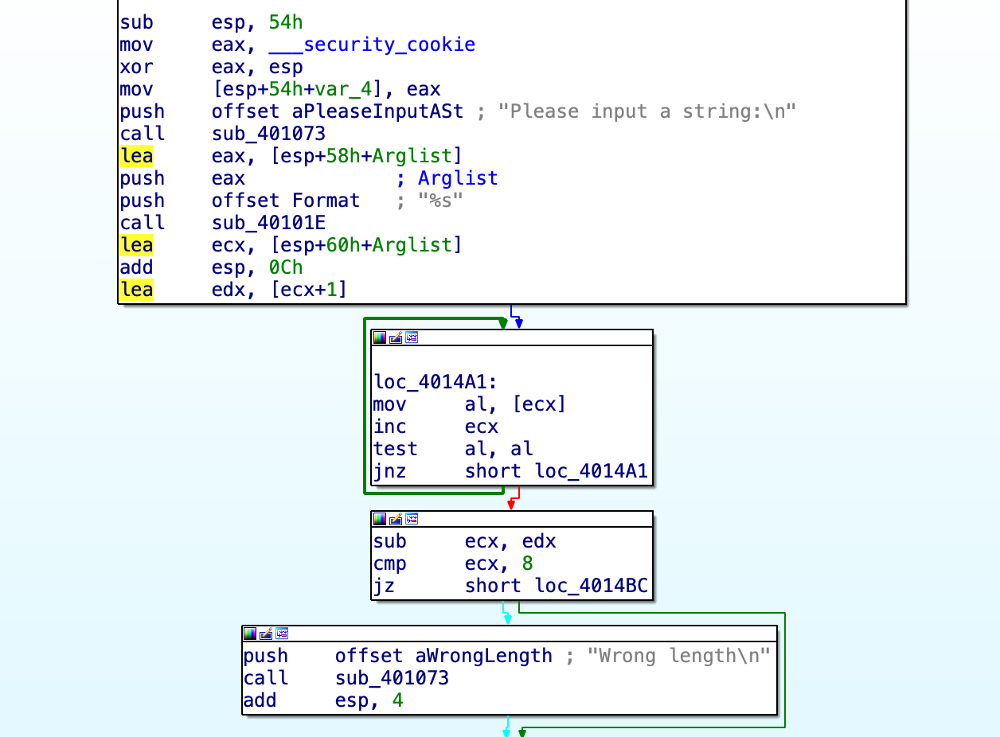 sub esp, 54h
mov eax, ___security_cookie
xor eax, esp
mov [esp+54h+var_4], eax
push offset aPleaseInputASt ; "Please input a string:\n"
call sub_401073
lea eax, [esp+58h+Arglist]
push eax ; Arglist
push offset Format ; "%s"
call sub_40101E
lea ecx, [esp+60h+Arglist]
add esp, 0Ch
lea edx, [ecx+1]
loc_4014A1:
mov al, [ecx]
inc ecx
test al, al
jnz short loc_4014A1
sub ecx, edx
cmp ecx, 8
jz short loc_4014BC
push offset aWrongLength ; "Wrong length\n"
call sub_401073
add esp, 4